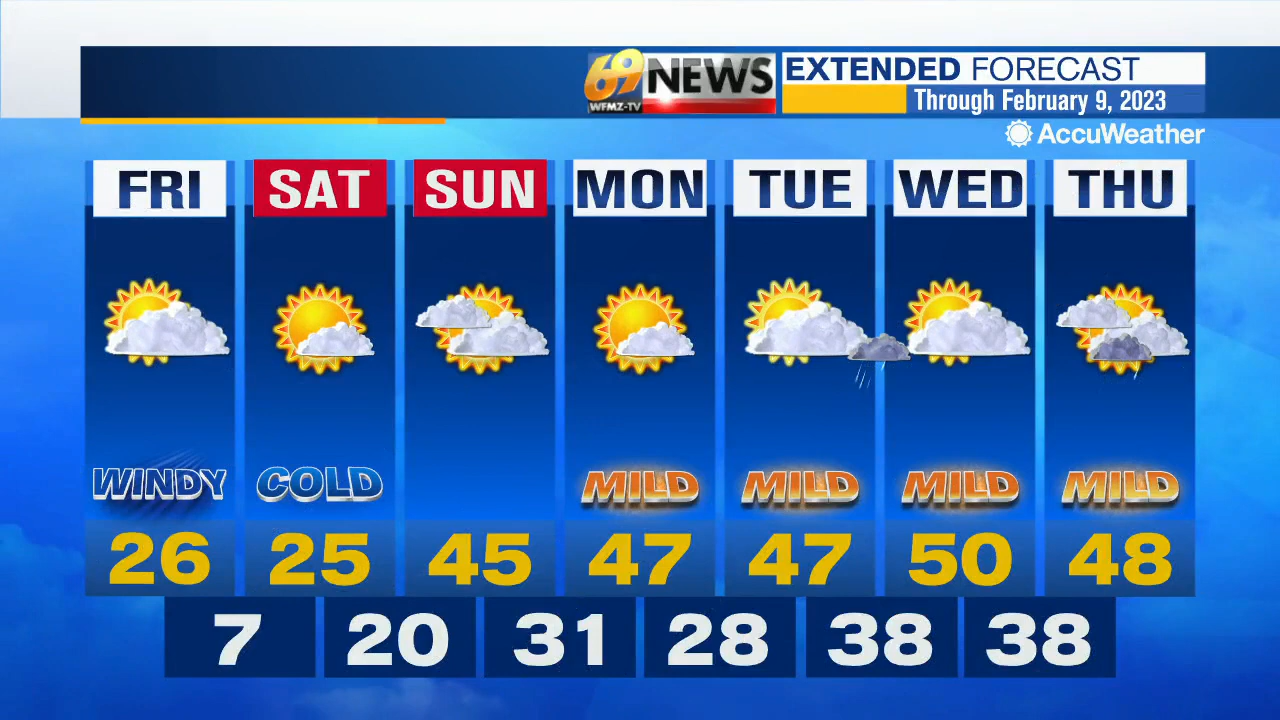 69 NEWS
WFMZ-TV
EXTENDED FORECAST
Through February 9, 2023
AccuWeather
FRI SAT SUN MON TUE WED THU
WINDY COLD MILD MILD MILD MILD
26 25 45 47 47 50 48
7 20 31 28 38 38